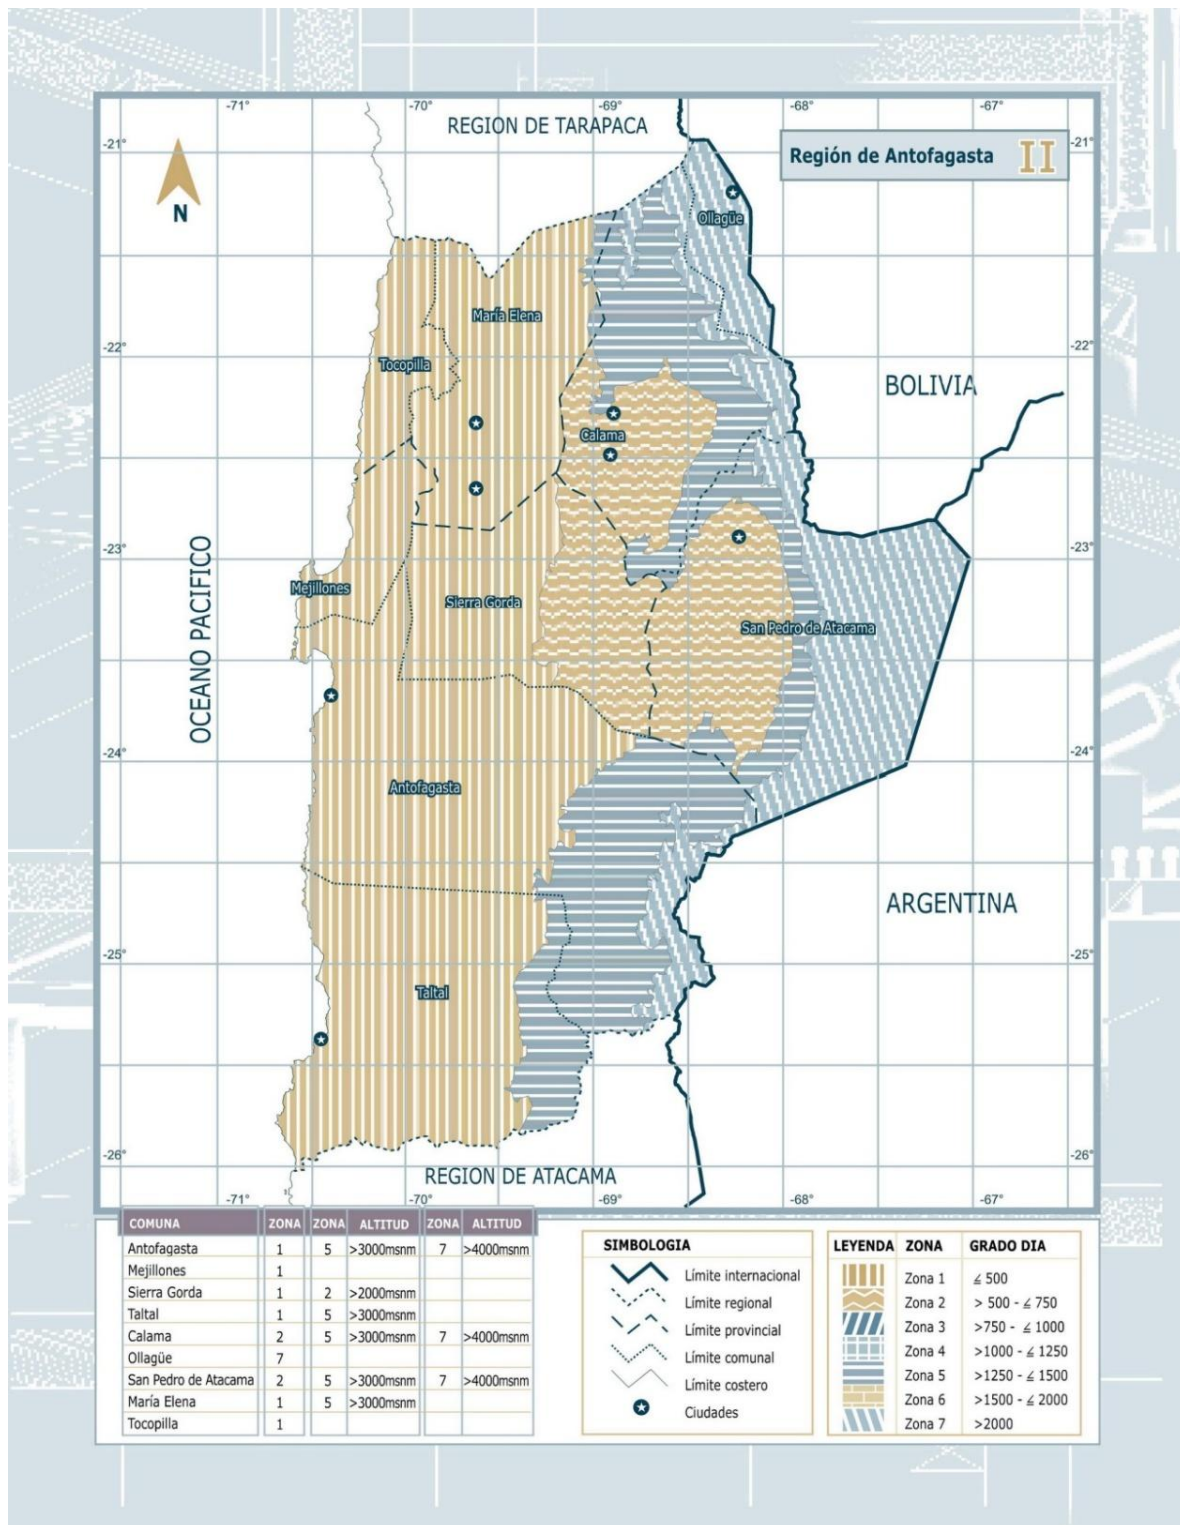 -71° -70° -69° -68° -67°
REGION DE TARAPACA
-21° -21°
Región de Antofagasta II
N
Ollagüe
María Elena
-22° -22°
Tocopilla
BOLIVIA
Calama
-23° -23°
OCEANO PACIFICO
Mejillones
Sierra Gorda
San Pedro de Atacama
-24° -24°
Antofagasta
ARGENTINA
-25° -25°
Taltal
-26° -26°
REGION DE ATACAMA
-71° -70° -69° -68° -67°
COMUNA ZONA ZONA ALTITUD ZONA ALTITUD
Antofagasta 1 5 >3000msnm 7 >4000msnm
Mejillones 1
Sierra Gorda 1 2 >2000msnm
Taltal 1 5 >3000msnm
Calama 2 5 >3000msnm 7 >4000msnm
Ollagüe 7
San Pedro de Atacama 2 5 >3000msnm 7 >4000msnm
María Elena 1 5 >3000msnm
Tocopilla 1
SIMBOLOGIA
Límite internacional
Límite regional
Límite provincial
Límite comunal
Límite costero
Ciudades
LEYENDA ZONA GRADO DIA
Zona 1 ≤ 500
Zona 2 > 500 - ≤ 750
Zona 3 >750 - ≤ 1000
Zona 4 >1000 - ≤ 1250
Zona 5 >1250 - ≤ 1500
Zona 6 >1500 - ≤ 2000
Zona 7 >2000